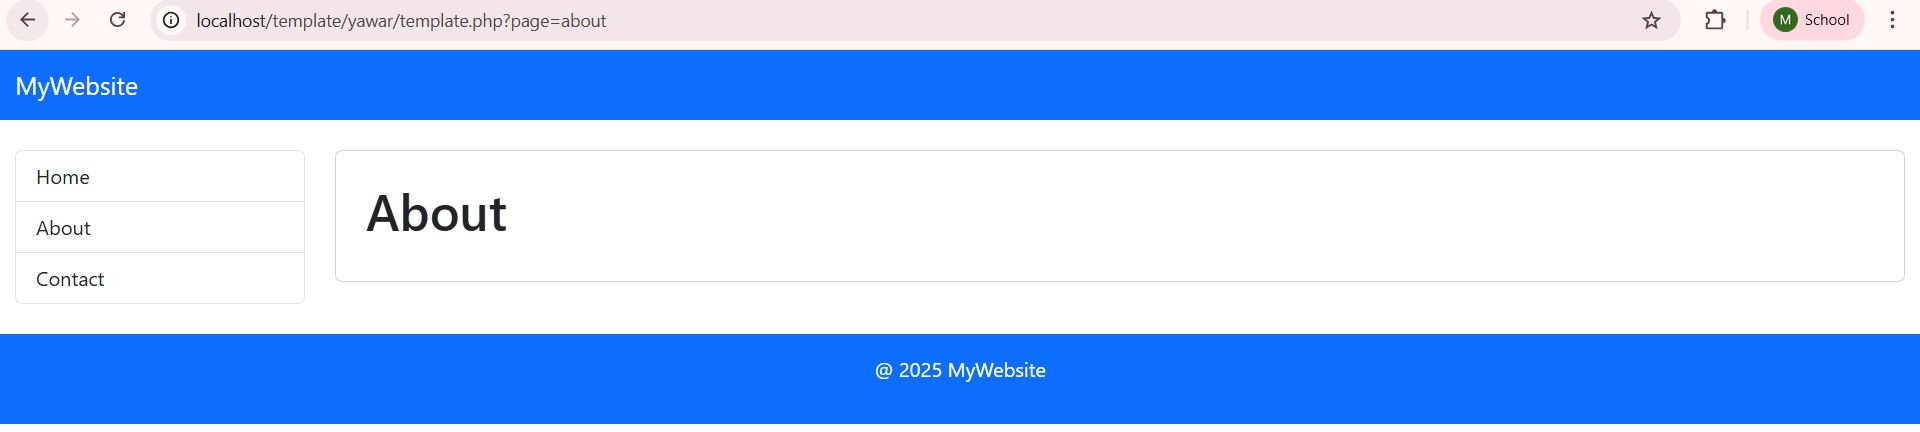 localhost/template/yawar/template.php?page=about
M School
MyWebsite
Home
About
Contact
About
@ 2025 MyWebsite